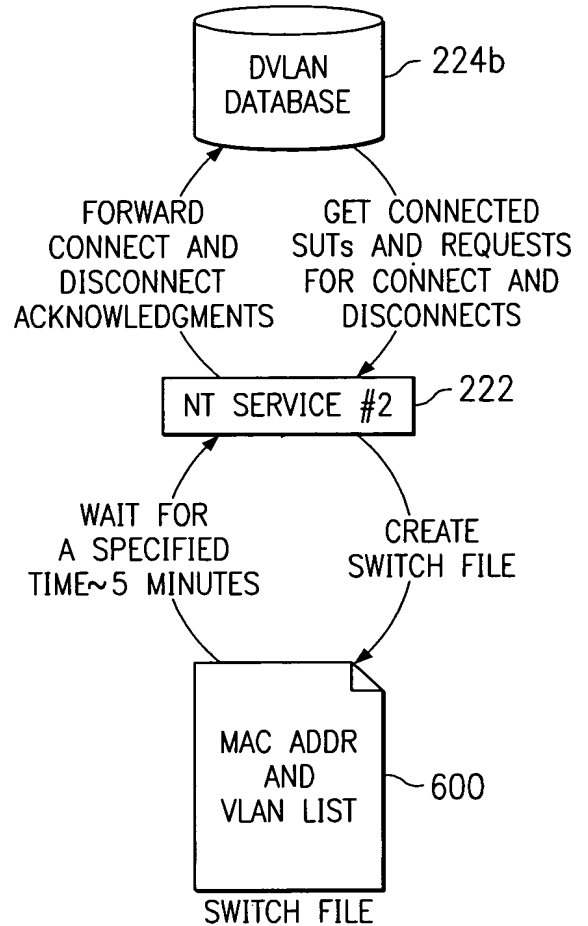 DVLAN
DATABASE
224b
FORWARD
CONNECT AND
DISCONNECT
ACKNOWLEDGMENTS
GET CONNECTED
SUTs AND REQUESTS
FOR CONNECT AND
DISCONNECTS
NT SERVICE #2
222
WAIT FOR
A SPECIFIED
TIME~5 MINUTES
CREATE
SWITCH FILE
MAC ADDR
AND
VLAN LIST
600
SWITCH FILE